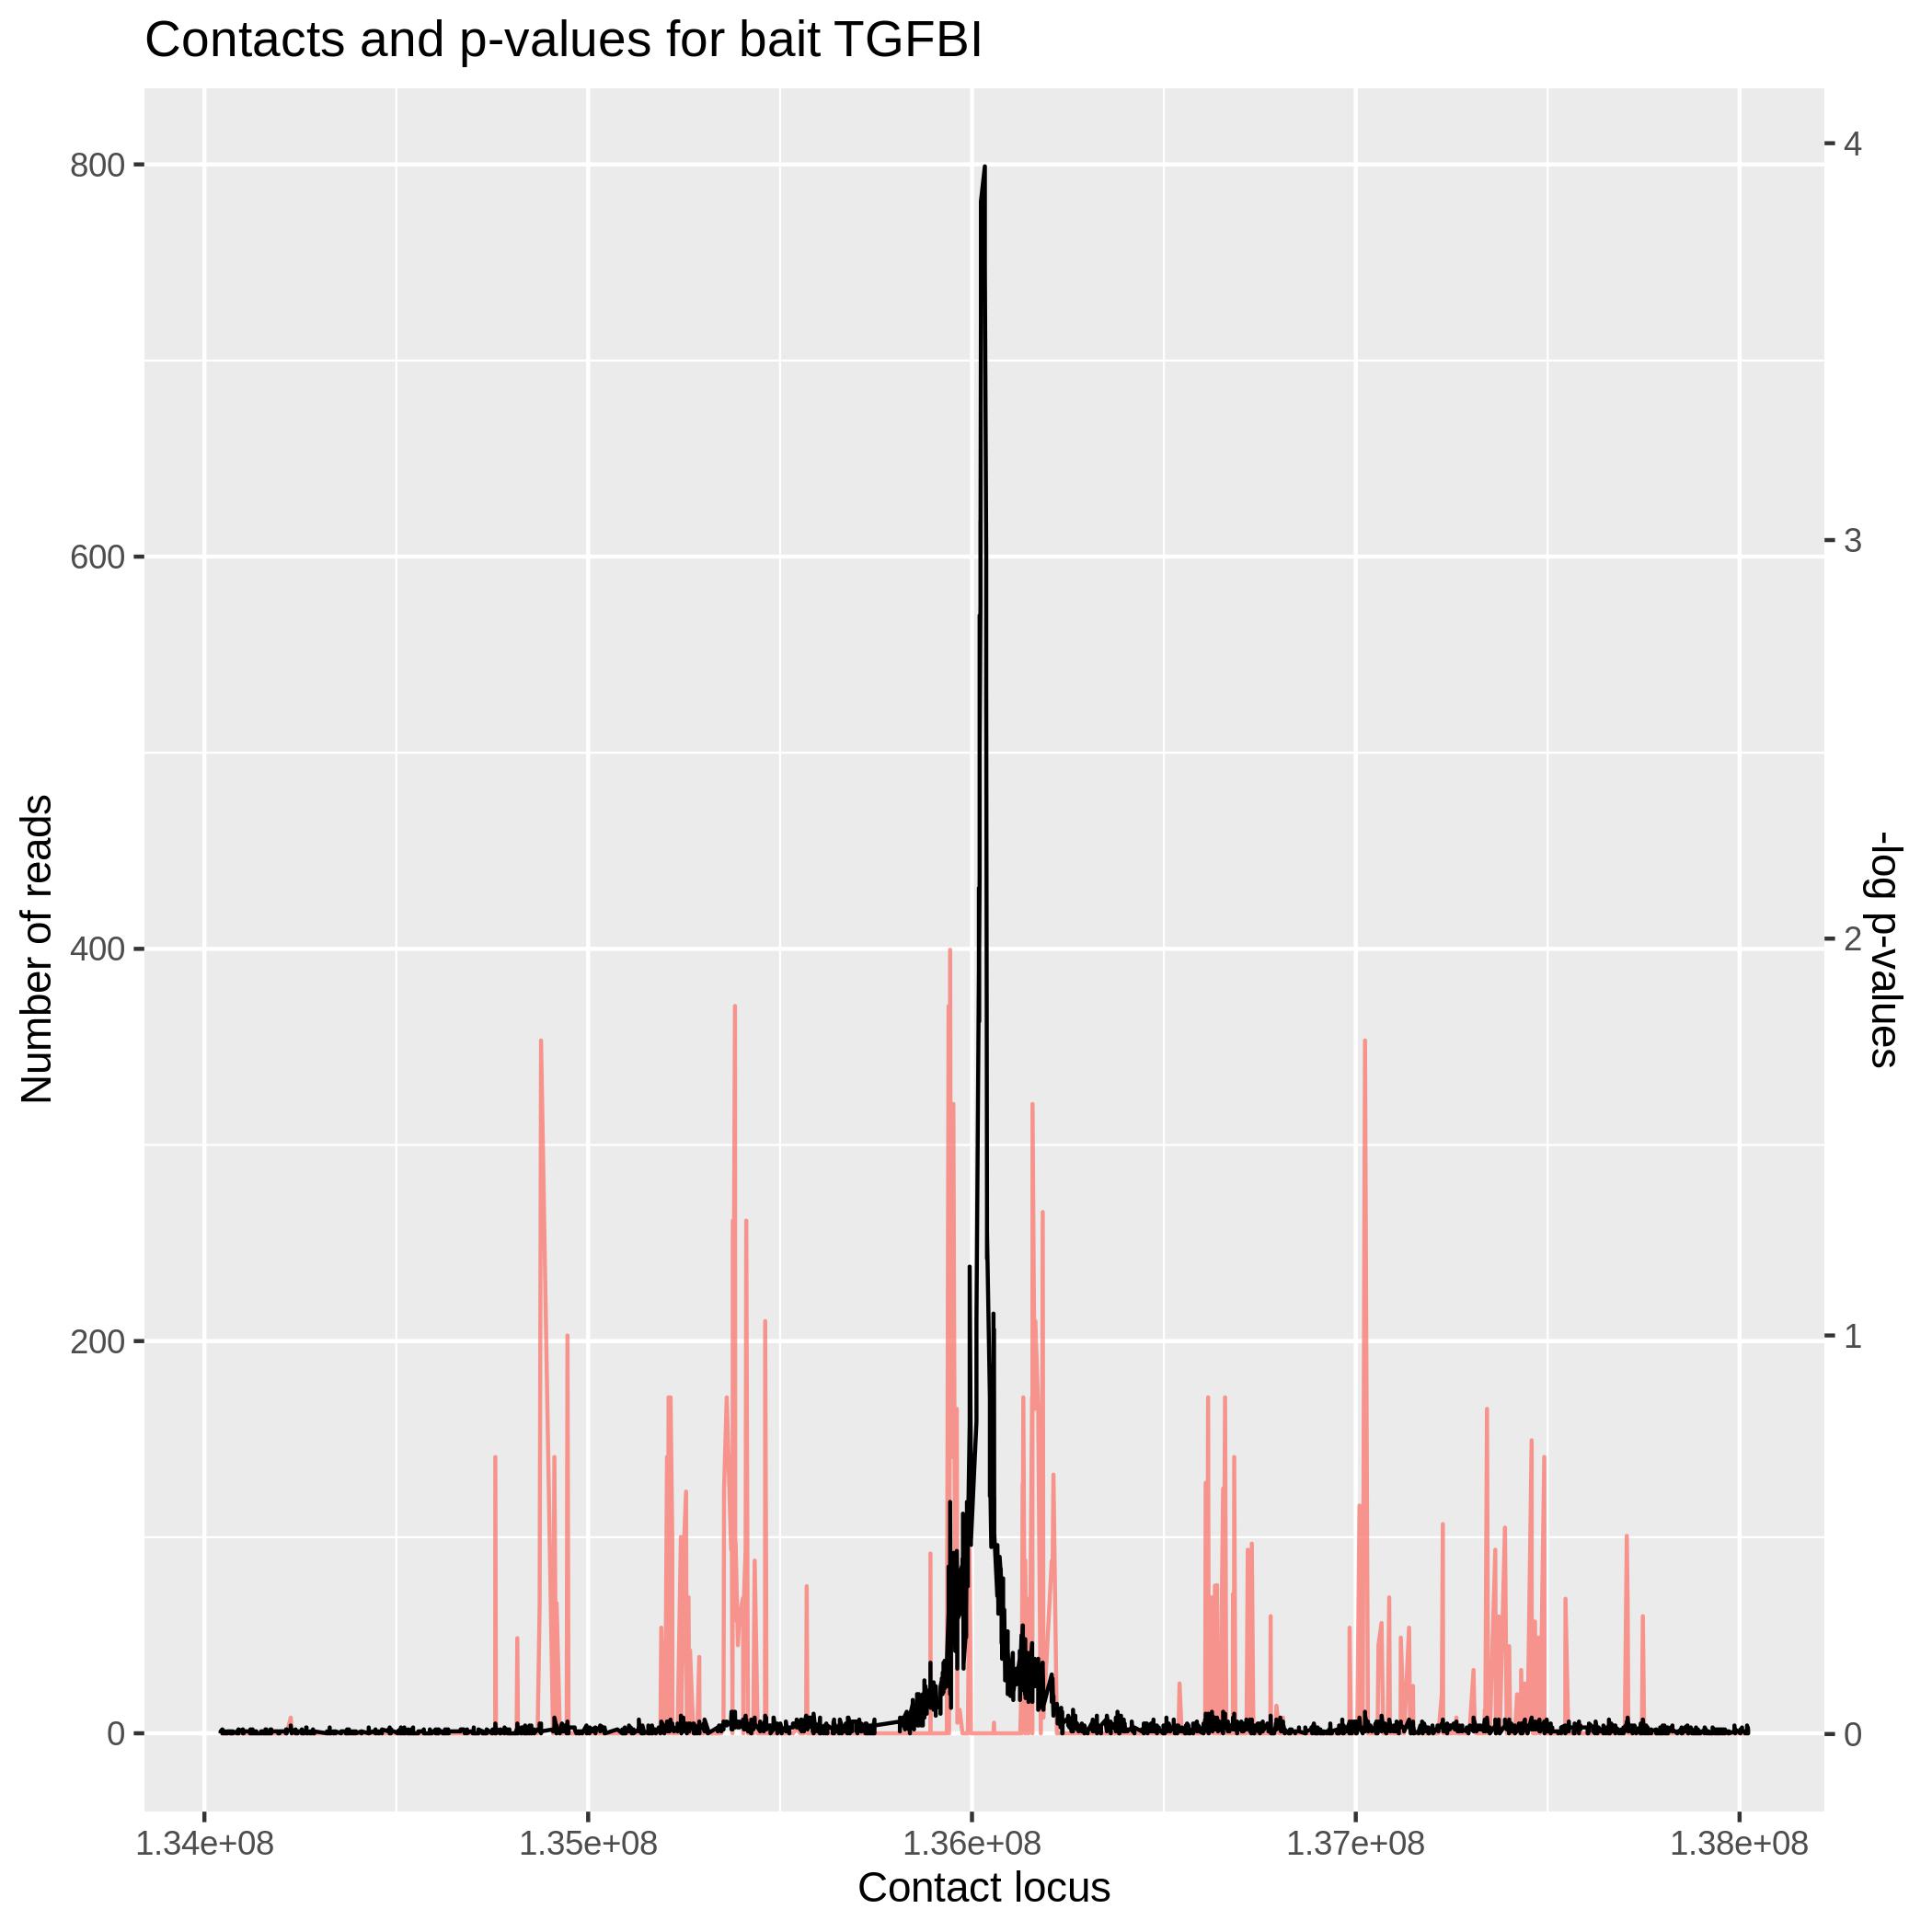 Contacts and p-values for bait TGFBI
800
600
400
200
0
Number of reads
4
3
2
1
0
-log p-values
1.34e+08 1.35e+08 1.36e+08 1.37e+08 1.38e+08
Contact locus